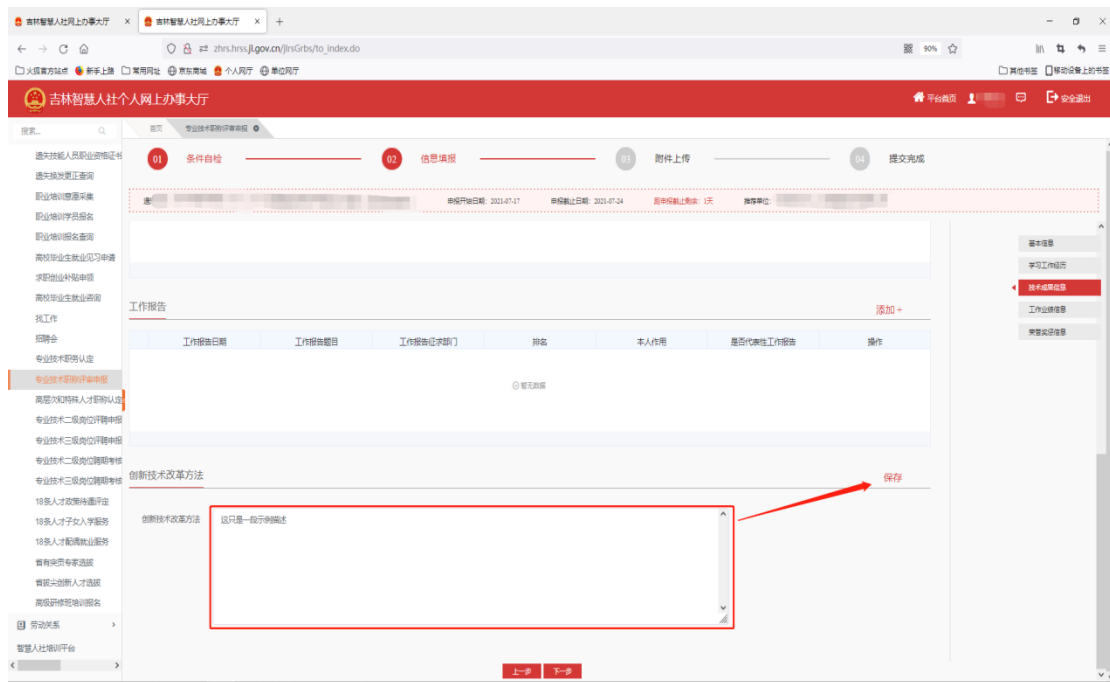 吉林智慧人社网上办事大厅 × 吉林智慧人社网上办事大厅 × +
zhrs.hrss.jl.gov.cn/jlrsGrbs/to_index.do 90%
火狐官方站点 新手上路 常用网址 京东商城 个人网厅 单位网厅 其他书签 移动设备上的书签
吉林智慧人社个人网上办事大厅 平台首页 安全退出
搜索... 首页 专业技术职称评审申报
01 条件自检 02 信息填报 03 附件上传 04 提交完成
申报开始日期: 2021-07-17 申报截止日期: 2021-07-24 距申报截止剩余: 1天 推荐单位:
遗失技能人员职业资格证书
遗失换发更正查询
职业培训意愿采集
职业培训学员报名
职业培训报名查询
高校毕业生就业见习申请
求职创业补贴申领
高校毕业生就业咨询
找工作
招聘会
专业技术职务认定
专业技术职称评审申报
高层次和特殊人才职称认定
专业技术二级岗位评聘申报
专业技术三级岗位评聘申报
专业技术二级岗位聘期考核
专业技术三级岗位聘期考核
18条人才政策待遇评定
18条人才子女入学服务
18条人才配偶就业服务
省有突贡专家选拔
省拔尖创新人才选拔
高级研修班培训报名
劳动关系 >
智慧人社培训平台
工作报告 添加 +
工作报告日期 工作报告题目 工作报告征求部门 排名 本人作用 是否代表性工作报告 操作
暂无数据
创新技术改革方法 保存
创新技术改革方法 这只是一段示例描述
上一步 下一步
基本信息
学习工作经历
技术成果信息
工作业绩信息
荣誉奖惩信息